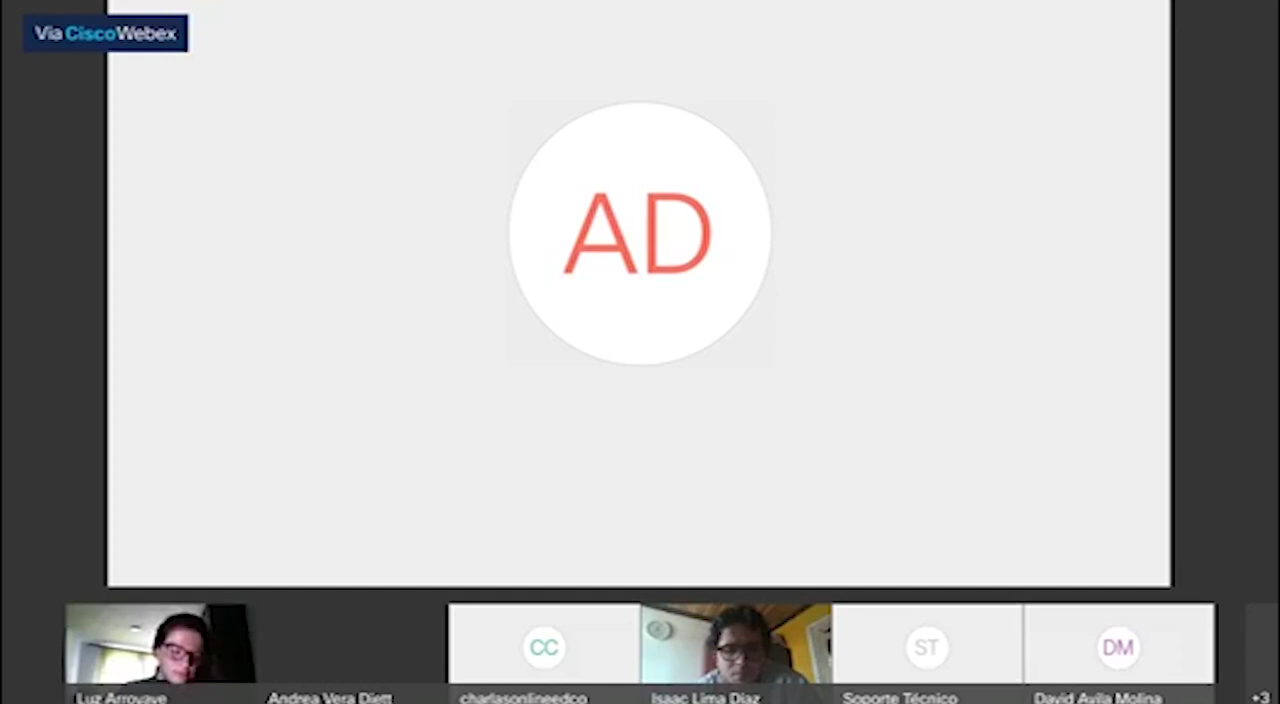 Via CiscoWebex
AD
CC
ST
DM
Luz Arroyave
Andrea Vera Diett
charlasonlineedco
Isaac Lima Diaz
Soporte Técnico
David Avila Molina
+3